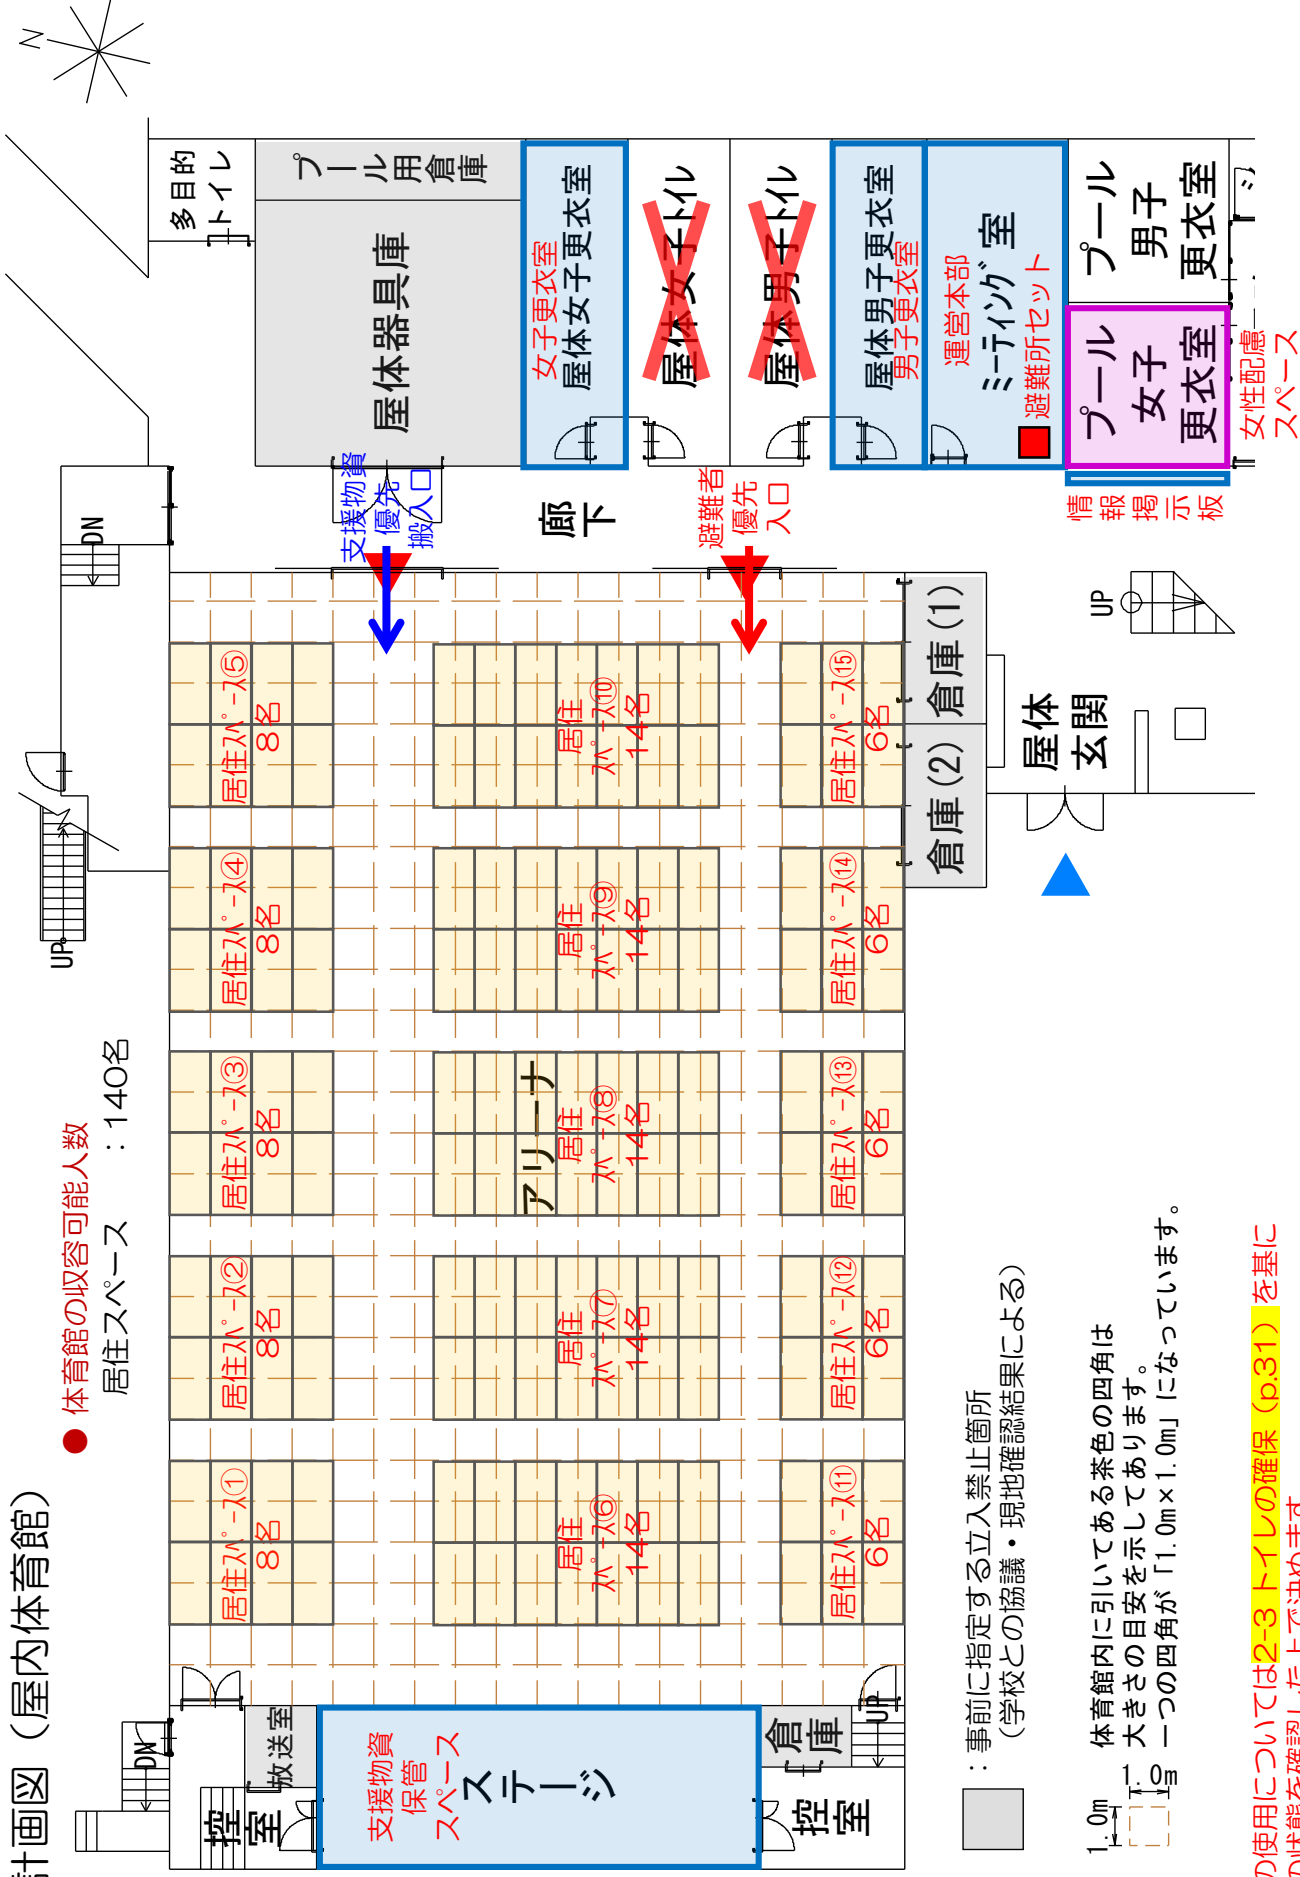 計画図（屋内体育館）
● 体育館の収容可能人数
居住スペース ：140名
DN
UP
DN
N
多目的
トイレ
プール用倉庫
屋体器具庫
女子更衣室
屋体女子更衣室
屋体女子トイレ
屋体男子トイレ
屋体男子更衣室
男子更衣室
運営本部
ミーティング室
避難所セット
プール
男子
更衣室
プール
女子
更衣室
女性配慮
スペース
情報
掲示板
支援物資
優先
搬入口
廊下
避難者
優先
入口
居住スペース①
8名
居住スペース②
8名
居住スペース③
8名
居住スペース④
8名
居住スペース⑤
8名
アリーナ
居住
スペース⑥
14名
居住
スペース⑦
14名
居住
スペース⑧
14名
居住
スペース⑨
14名
居住
スペース⑩
14名
居住スペース⑪
6名
居住スペース⑫
6名
居住スペース⑬
6名
居住スペース⑭
6名
居住スペース⑮
6名
倉庫(2)
倉庫(1)
屋体
玄関
UP
控室
放送室
支援物資
保管
スペース
ステージ
倉庫
UP
控室
：事前に指定する立入禁止箇所
（学校との協議・現地確認結果による）
1.0m
1.0m
体育館内に引いてある茶色の四角は
大きさの目安を示してあります。
一つの四角が「1.0m×1.0m」になっています。
の使用については2-3 トイレの確保（p.31）を基に
の状態を確認した上で決めます